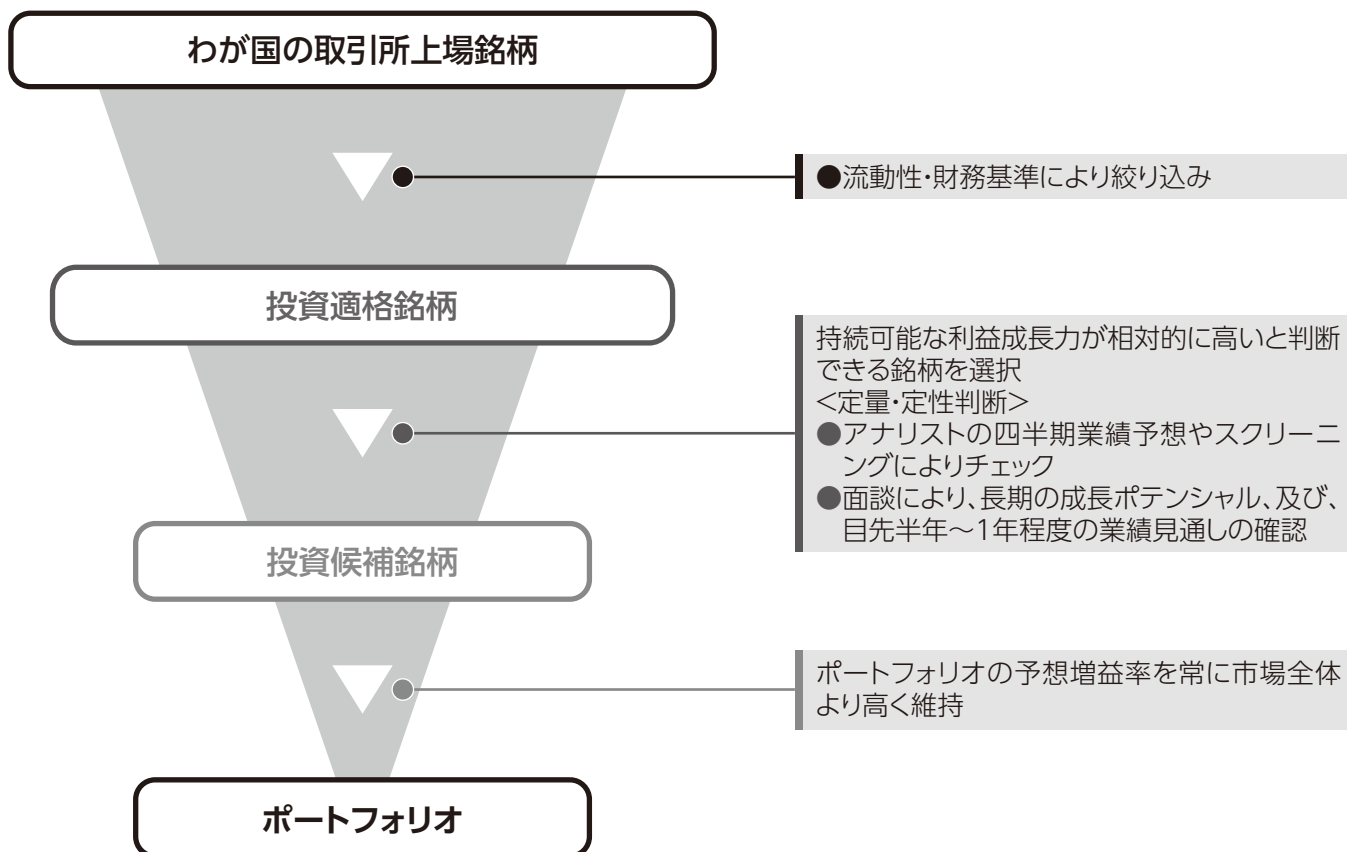 わが国の取引所上場銘柄
●流動性・財務基準により絞り込み
投資適格銘柄
持続可能な利益成長力が相対的に高いと判断
できる銘柄を選択
<定量・定性判断>
●アナリストの四半期業績予想やスクリーニ
ングによりチェック
●面談により、長期の成長ポテンシャル、及び、
目先半年～1年程度の業績見通しの確認
投資候補銘柄
ポートフォリオの予想増益率を常に市場全体
より高く維持
ポートフォリオ